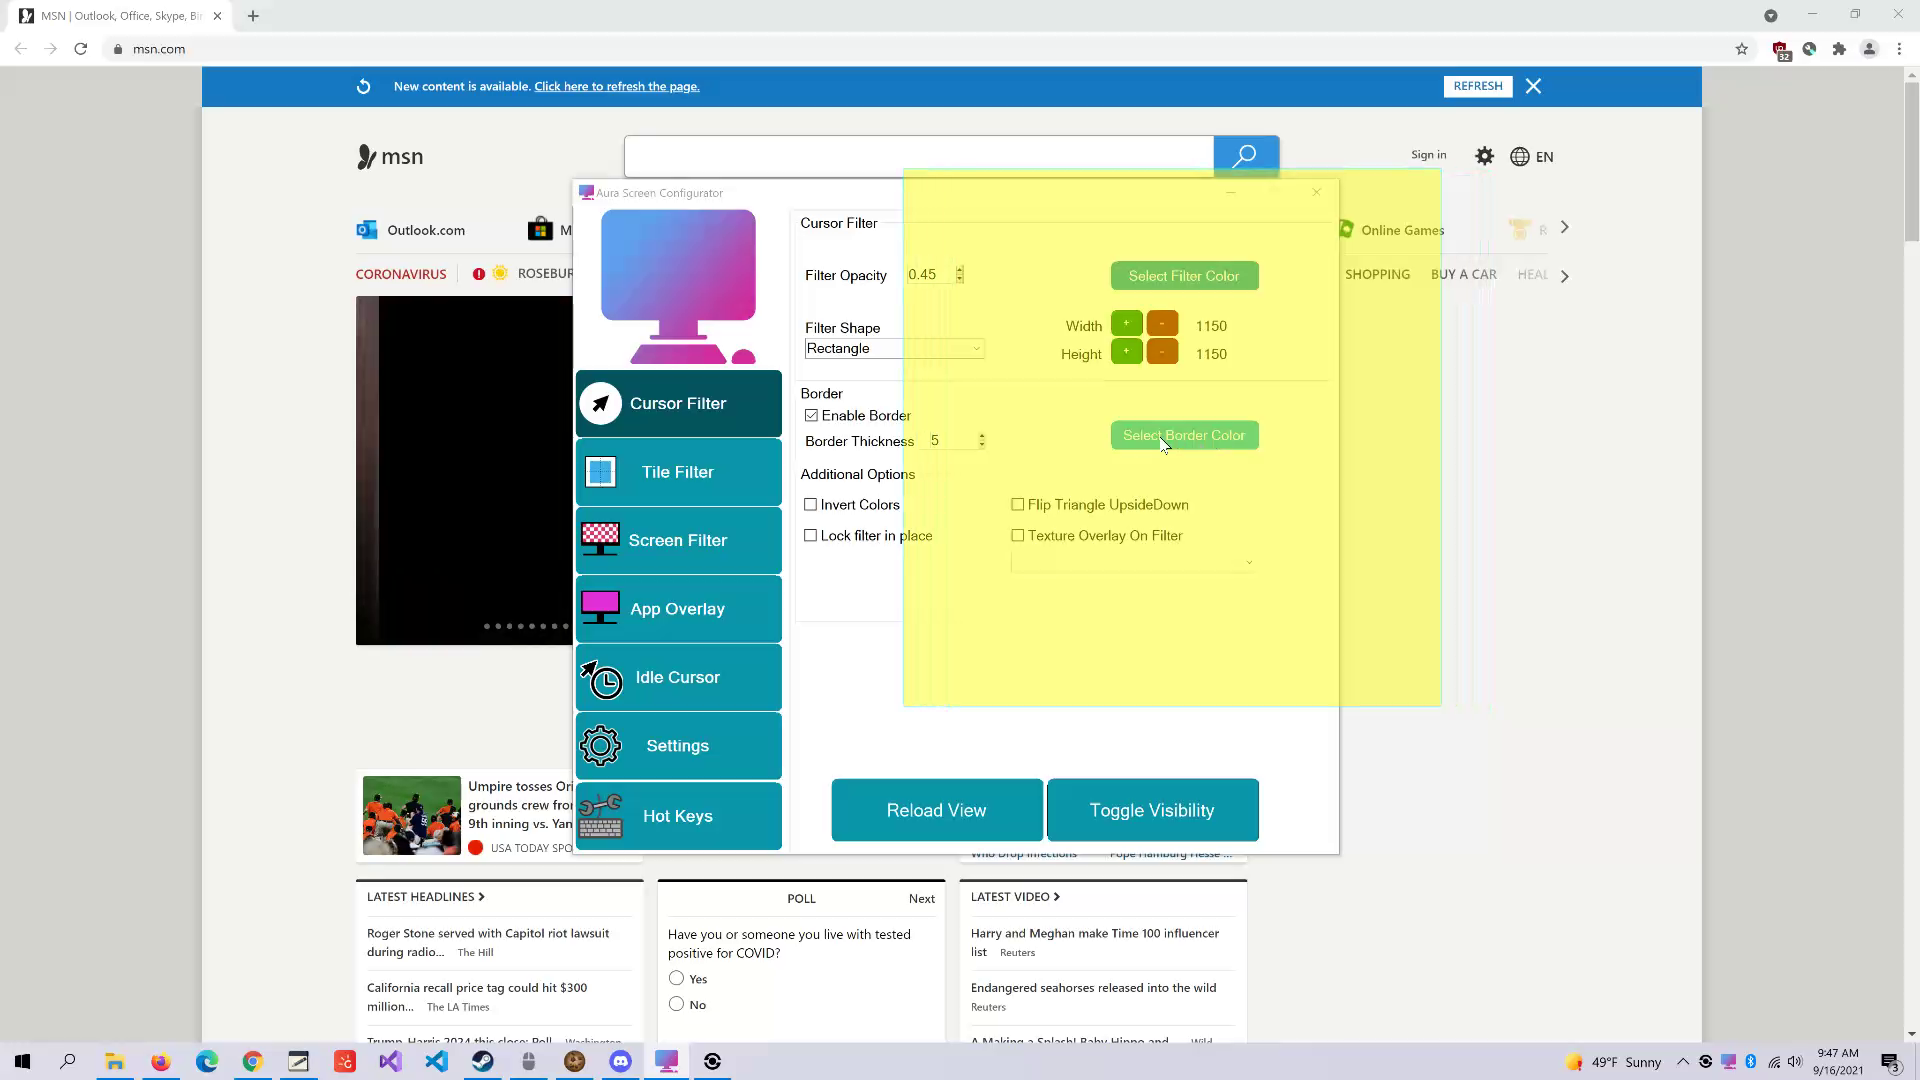 MSN | Outlook, Office, Skype, Bi
msn.com
32
New content is available. Click here to refresh the page.
REFRESH
msn
Sign in
EN
Aura Screen Configurator
Outlook.com
M
Online Games
R
CORONAVIRUS
ROSEBUR
SHOPPING
BUY A CAR
HEAL
Cursor Filter
Filter Opacity
0.45
Select Filter Color
Filter Shape
Rectangle
Width
+
-
1150
Height
+
-
1150
Border
Enable Border
Border Thickness
5
Select Border Color
Additional Options
Invert Colors
Flip Triangle UpsideDown
Lock filter in place
Texture Overlay On Filter
Cursor Filter
Tile Filter
Screen Filter
App Overlay
Idle Cursor
Settings
Hot Keys
Reload View
Toggle Visibility
Umpire tosses Ori
grounds crew from
9th inning vs. Yan
USA TODAY SPO
Who Drop Infections
Pope Hamburg Hesse ...
LATEST HEADLINES
Roger Stone served with Capitol riot lawsuit
during radio...
The Hill
California recall price tag could hit $300
million...
The LA Times
Trump, Harris 2024 this close: Poll
Washington
POLL
Next
Have you or someone you live with tested
positive for COVID?
Yes
No
LATEST VIDEO
Harry and Meghan make Time 100 influencer
list
Reuters
Endangered seahorses released into the wild
Reuters
A Making a Splash! Baby Hippo and
Wild
49°F Sunny
9:47 AM
9/16/2021
3